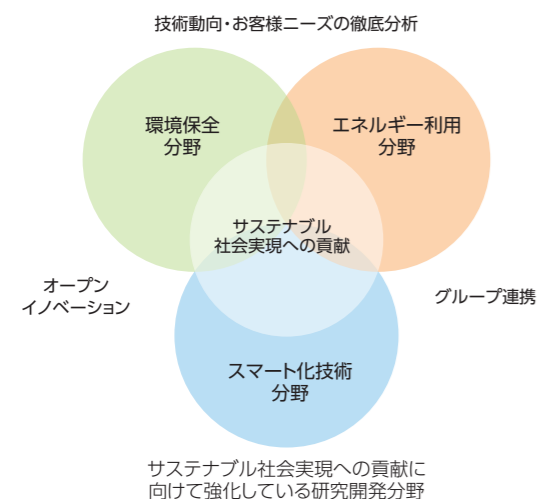 技術動向・お客様ニーズの徹底分析
環境保全
分野
エネルギー利用
分野
サステナブル
社会実現への貢献
オープン
イノベーション
グループ連携
スマート化技術
分野
サステナブル社会実現への貢献に
向けて強化している研究開発分野